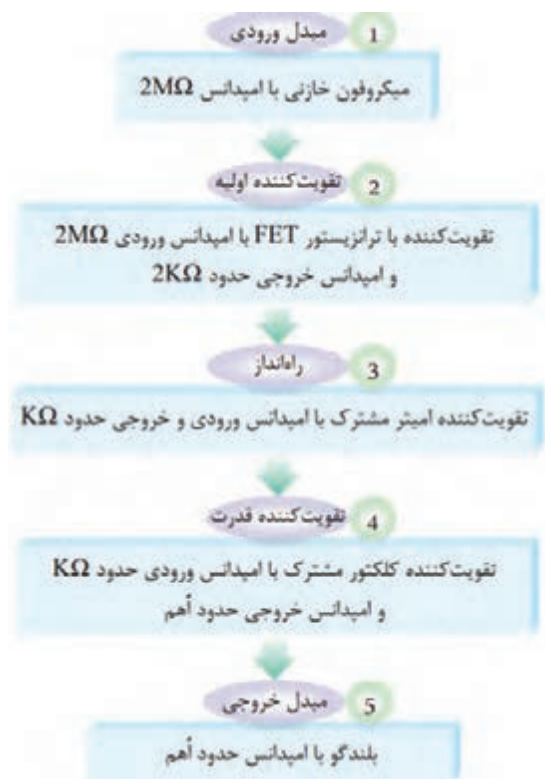 1 مبدل ورودی
میکروفون خازنی با امپدانس 2MΩ
2 تقویت‌کننده اولیه
تقویت‌کننده با ترانزیستور FET با امپدانس ورودی 2MΩ
و امپدانس خروجی حدود 2KΩ
3 راه‌انداز
تقویت‌کننده امیتر مشترک با امپدانس ورودی و خروجی حدود KΩ
4 تقویت‌کننده قدرت
تقویت‌کننده کلکتور مشترک با امپدانس ورودی حدود KΩ
و امپدانس خروجی حدود اُهم
5 مبدل خروجی
بلندگو با امپدانس حدود اُهم